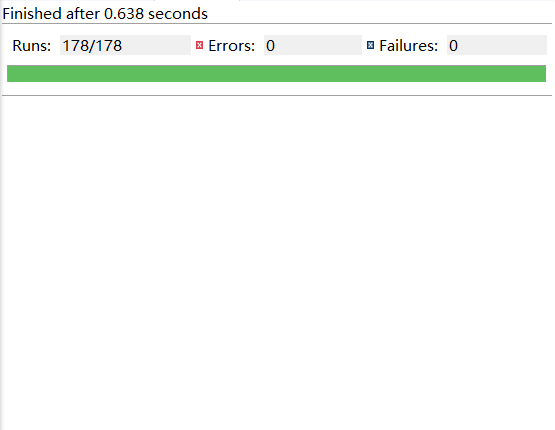 Finished after 0.638 seconds
Runs: 178/178 Errors: 0 Failures: 0